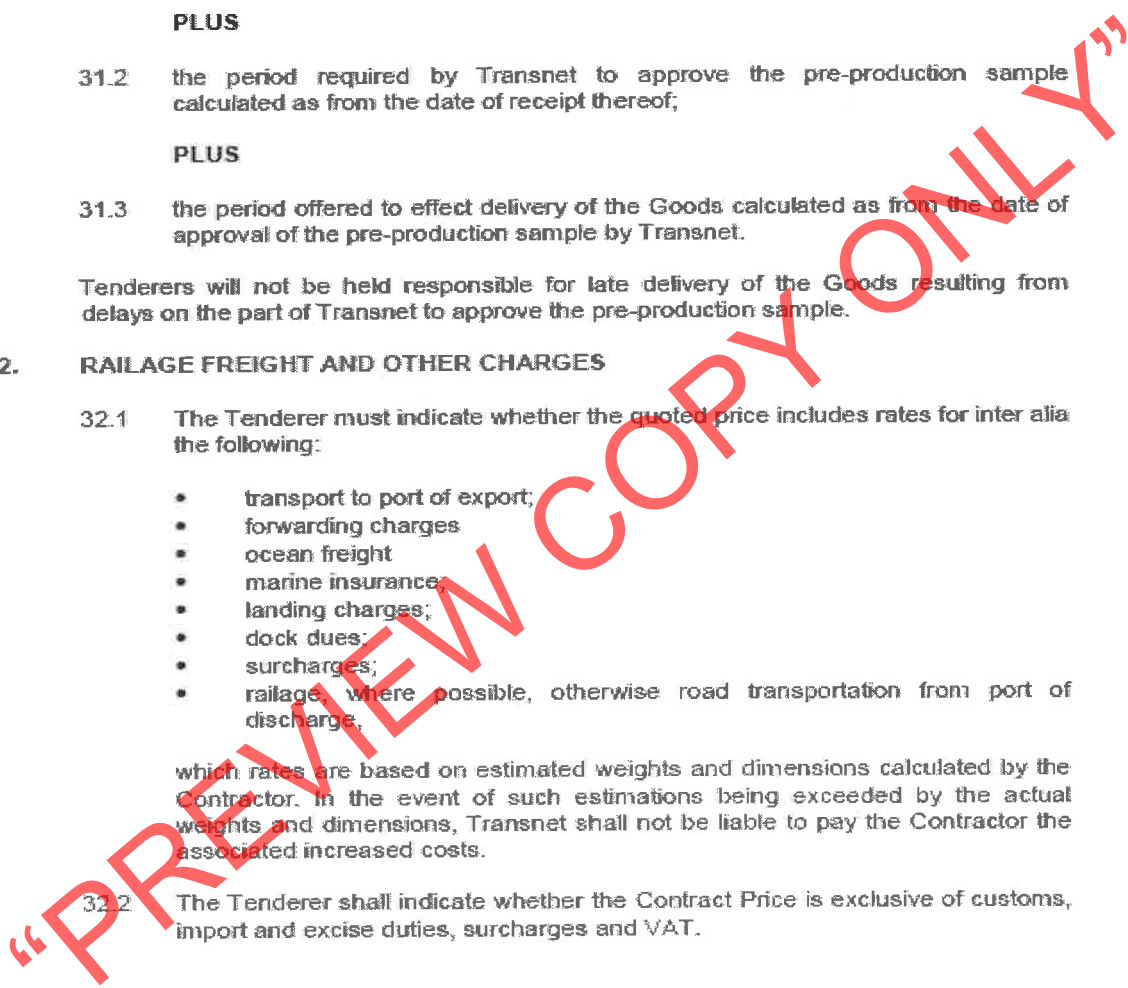 PLUS
31.2 the period required by Transnet to approve the pre-production sample
calculated as from the date of receipt thereof;
PLUS
31.3 the period offered to effect delivery of the Goods calculated as from the date of
approval of the pre-production sample by Transnet.
Tenderers will not be held responsible for late delivery of the Goods resulting from
delays on the part of Transnet to approve the pre-production sample.
2. RAILAGE FREIGHT AND OTHER CHARGES
32.1 The Tenderer must indicate whether the quoted price includes rates for inter alia
the following:
• transport to port of export;
• forwarding charges
• ocean freight
• marine insurance;
• landing charges;
• dock dues;
• surcharges;
• railage, where possible, otherwise road transportation from port of
discharge,
which rates are based on estimated weights and dimensions calculated by the
Contractor. In the event of such estimations being exceeded by the actual
weights and dimensions, Transnet shall not be liable to pay the Contractor the
associated increased costs.
32.2 The Tenderer shall indicate whether the Contract Price is exclusive of customs,
import and excise duties, surcharges and VAT.
“PREVIEW COPY ONLY”